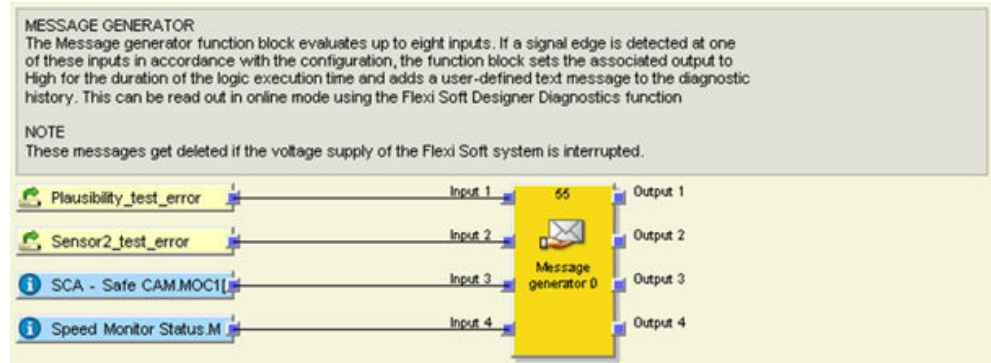 MESSAGE GENERATOR
The Message generator function block evaluates up to eight inputs. If a signal edge is detected at one
of these inputs in accordance with the configuration, the function block sets the associated output to
High for the duration of the logic execution time and adds a user-defined text message to the diagnostic
history. This can be read out in online mode using the Flexi Soft Designer Diagnostics function
NOTE
These messages get deleted if the voltage supply of the Flexi Soft system is interrupted.
Plausibility_test_error
Input 1
55
Output 1
Sensor2_test_error
Input 2
Output 2
SCA - Safe CAM.MOC1[
Input 3
Message
generator 0
Output 3
Speed Monitor Status.M
Input 4
Output 4